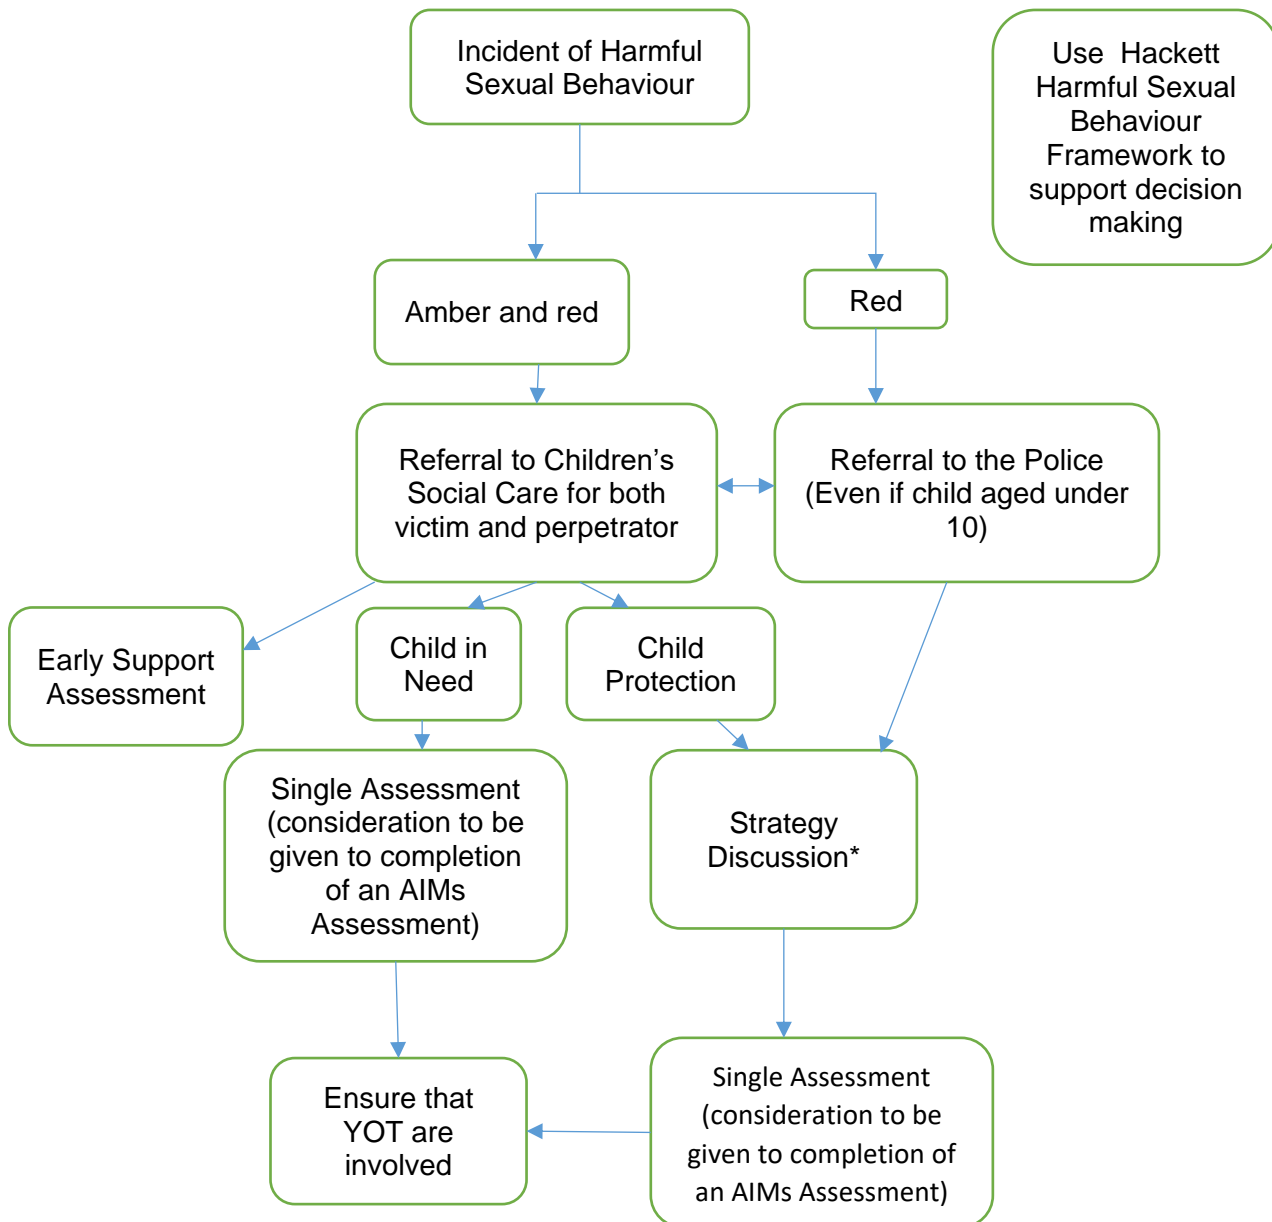 Incident of Harmful
Sexual Behaviour
Use Hackett
Harmful Sexual
Behaviour
Framework to
support decision
making
Amber and red
Red
Referral to Children’s
Social Care for both
victim and perpetrator
Referral to the Police
(Even if child aged under
10)
Early Support
Assessment
Child in
Need
Child
Protection
Single Assessment
(consideration to be
given to completion
of an AIMs
Assessment)
Strategy
Discussion*
Ensure that
YOT are
involved
Single Assessment
(consideration to be
given to completion of
an AIMs Assessment)